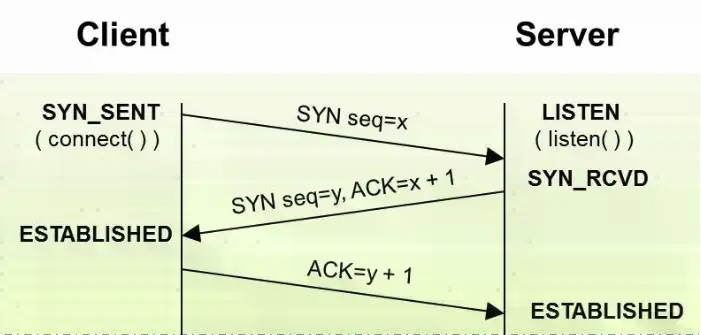 Client
Server
SYN_SENT
( connect( ) )
SYN seq=x
LISTEN
( listen( ) )
SYN_RCVD
SYN seq=y, ACK=x + 1
ESTABLISHED
ACK=y + 1
ESTABLISHED